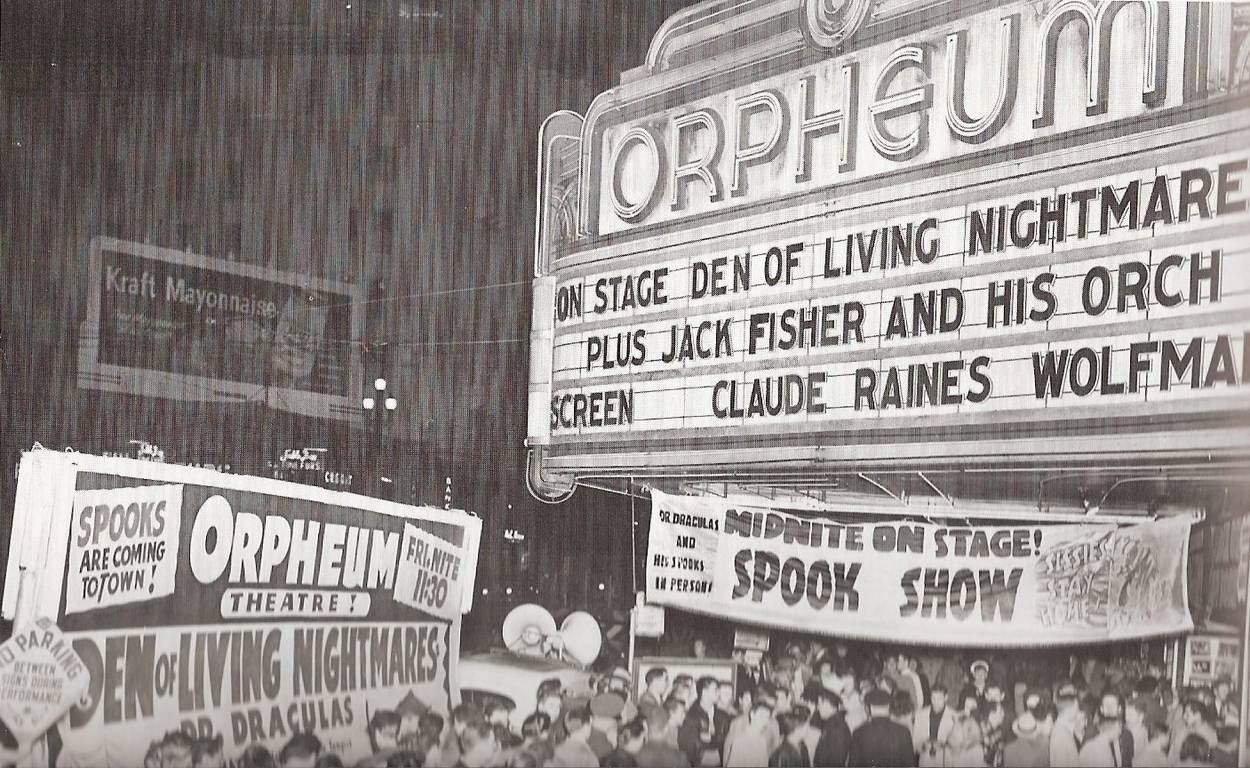 ORPHEUM
ON STAGE DEN OF LIVING NIGHTMARE
PLUS JACK FISHER AND HIS ORCH
SCREEN CLAUDE RAINES WOLFMA
Kraft Mayonnaise
CREDIT
SPOOKS
ARE COMING
TO TOWN!
ORPHEUM
THEATRE!
FRI. NITE
11:30
DEN OF LIVING NIGHTMARES
DR. DRACULAS
NO PARKING
BETWEEN
SIGNS DURING
PERFORMANCE
DR. DRACULAS
AND
HIS SPOOKS
IN PERSON!
MIDNITE ON STAGE!
SPOOK SHOW